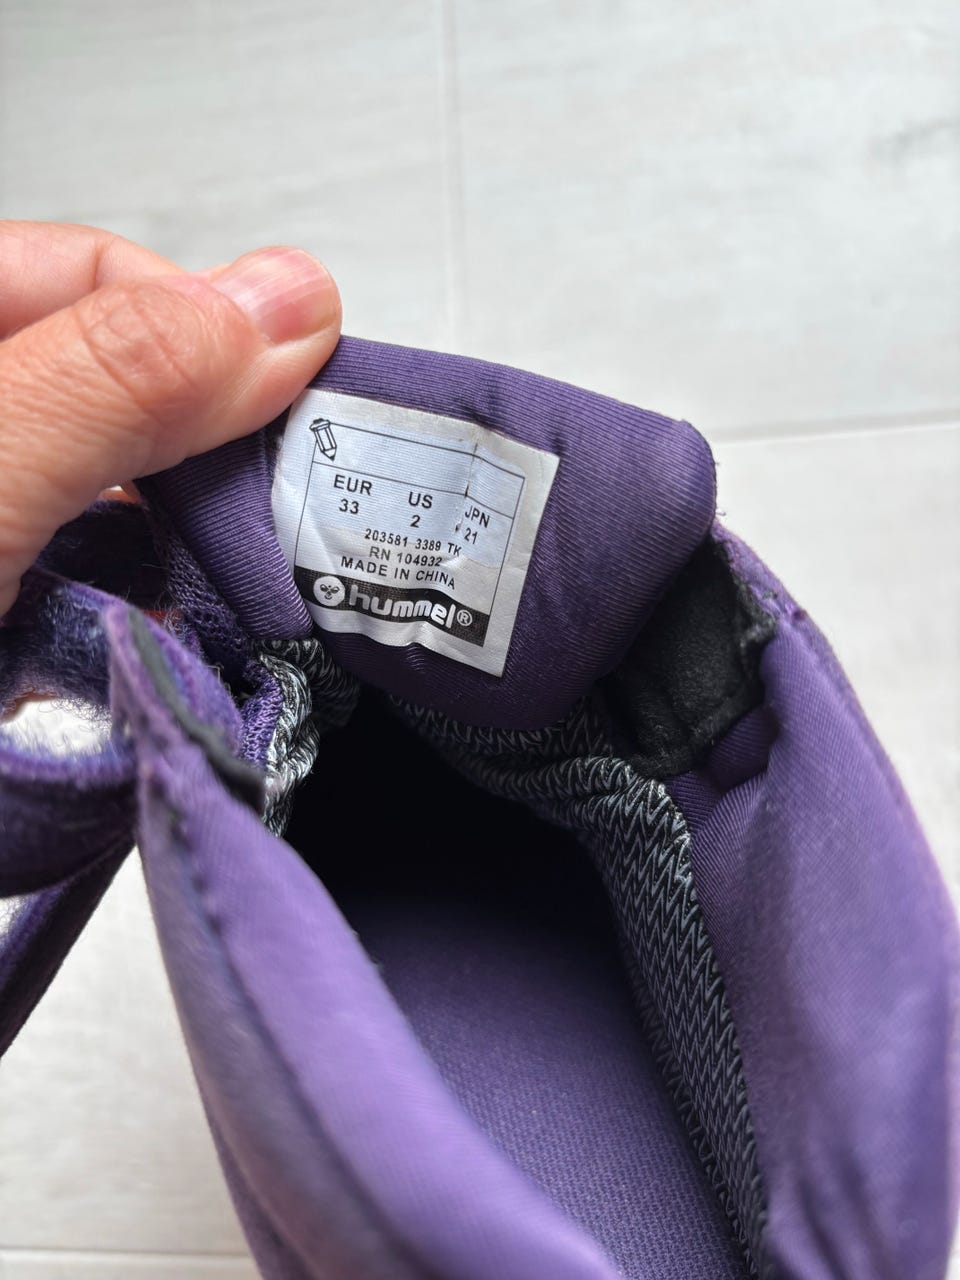 EUR US JPN
33 2 21
203581 3389 TK
RN 104932
MADE IN CHINA
hummel®